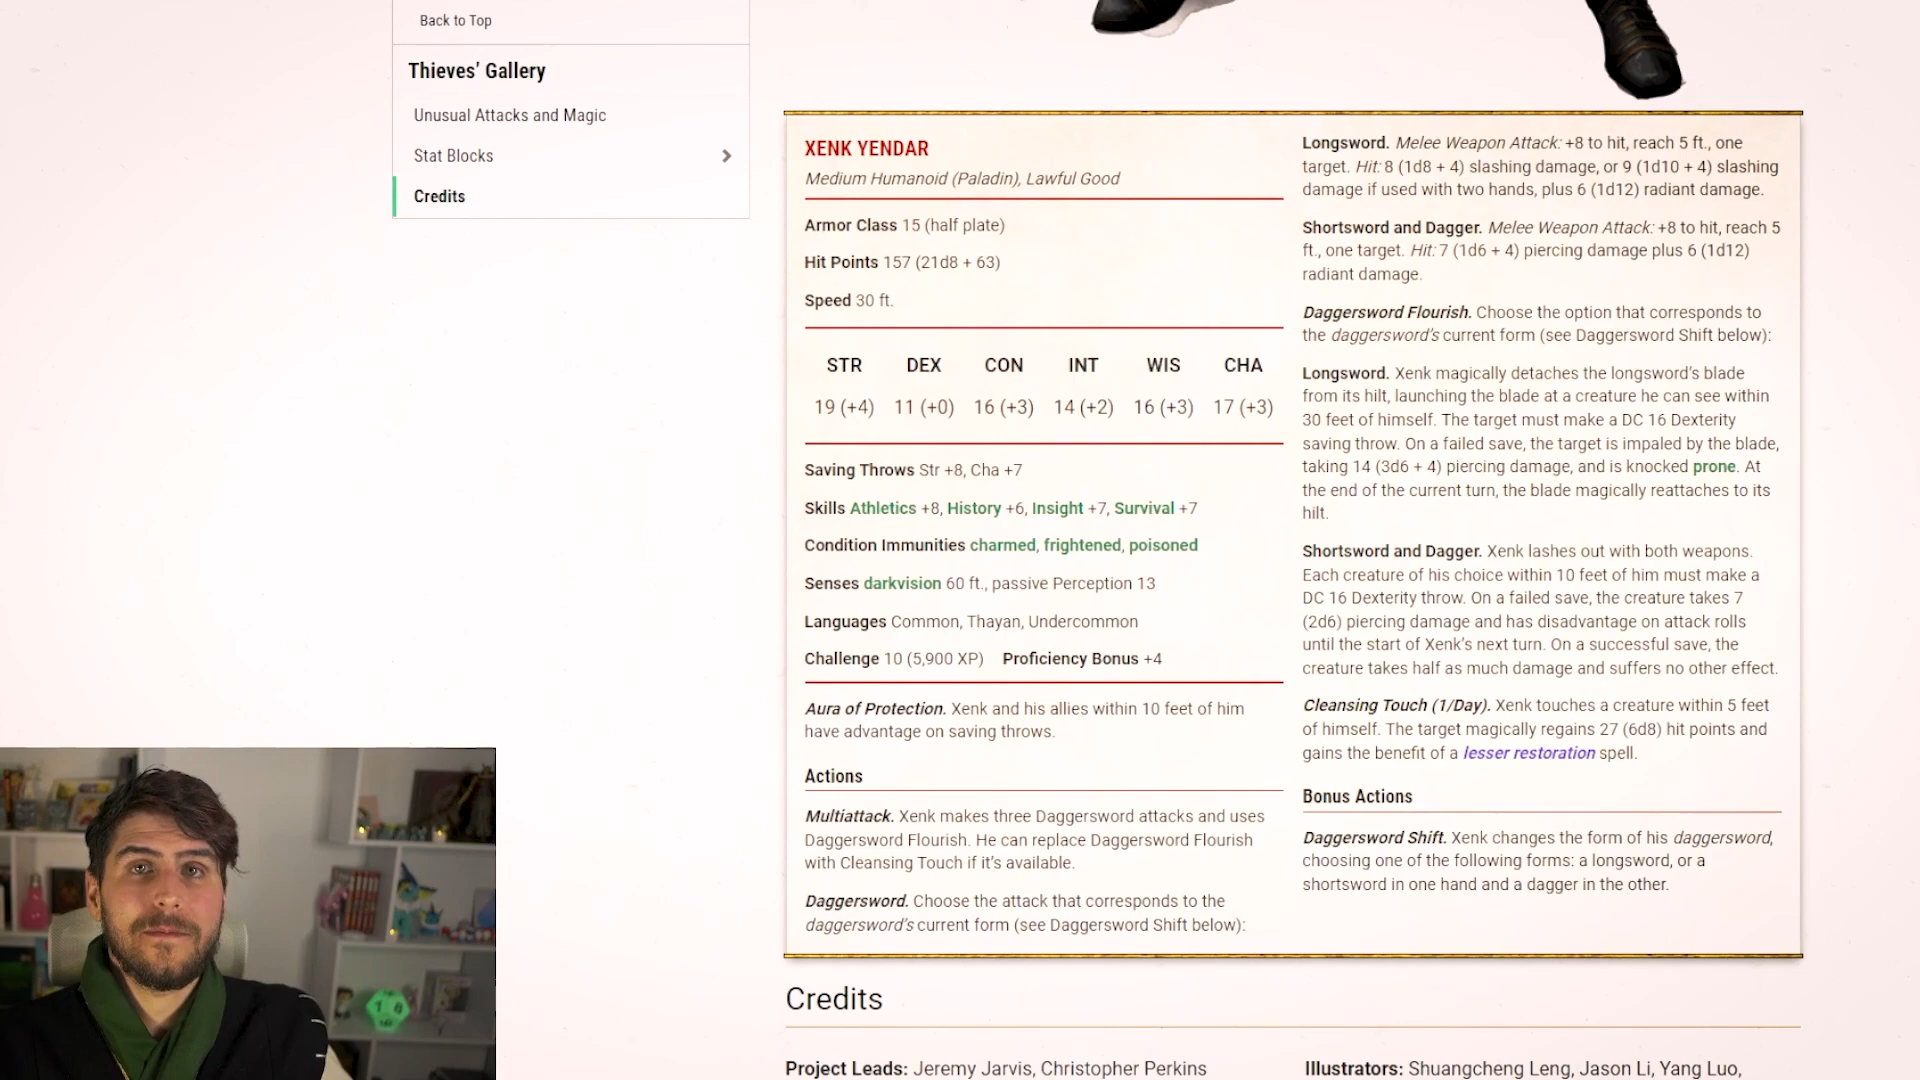 Back to Top
Thieves’ Gallery
Unusual Attacks and Magic
Stat Blocks
Credits
XENK YENDAR
Medium Humanoid (Paladin), Lawful Good
Armor Class 15 (half plate)
Hit Points 157 (21d8 + 63)
Speed 30 ft.
STR DEX CON INT WIS CHA
19 (+4) 11 (+0) 16 (+3) 14 (+2) 16 (+3) 17 (+3)
Saving Throws Str +8, Cha +7
Skills Athletics +8, History +6, Insight +7, Survival +7
Condition Immunities charmed, frightened, poisoned
Senses darkvision 60 ft., passive Perception 13
Languages Common, Thayan, Undercommon
Challenge 10 (5,900 XP) Proficiency Bonus +4
Aura of Protection. Xenk and his allies within 10 feet of him
have advantage on saving throws.
Actions
Multiattack. Xenk makes three Daggersword attacks and uses
Daggersword Flourish. He can replace Daggersword Flourish
with Cleansing Touch if it’s available.
Daggersword. Choose the attack that corresponds to the
daggersword’s current form (see Daggersword Shift below):
Longsword. Melee Weapon Attack: +8 to hit, reach 5 ft., one
target. Hit: 8 (1d8 + 4) slashing damage, or 9 (1d10 + 4) slashing
damage if used with two hands, plus 6 (1d12) radiant damage.
Shortsword and Dagger. Melee Weapon Attack: +8 to hit, reach 5
ft., one target. Hit: 7 (1d6 + 4) piercing damage plus 6 (1d12)
radiant damage.
Daggersword Flourish. Choose the option that corresponds to
the daggersword’s current form (see Daggersword Shift below):
Longsword. Xenk magically detaches the longsword’s blade
from its hilt, launching the blade at a creature he can see within
30 feet of himself. The target must make a DC 16 Dexterity
saving throw. On a failed save, the target is impaled by the blade,
taking 14 (3d6 + 4) piercing damage, and is knocked prone. At
the end of the current turn, the blade magically reattaches to its
hilt.
Shortsword and Dagger. Xenk lashes out with both weapons.
Each creature of his choice within 10 feet of him must make a
DC 16 Dexterity throw. On a failed save, the creature takes 7
(2d6) piercing damage and has disadvantage on attack rolls
until the start of Xenk’s next turn. On a successful save, the
creature takes half as much damage and suffers no other effect.
Cleansing Touch (1/Day). Xenk touches a creature within 5 feet
of himself. The target magically regains 27 (6d8) hit points and
gains the benefit of a lesser restoration spell.
Bonus Actions
Daggersword Shift. Xenk changes the form of his daggersword,
choosing one of the following forms: a longsword, or a
shortsword in one hand and a dagger in the other.
Credits
Project Leads: Jeremy Jarvis, Christopher Perkins
Illustrators: Shuangcheng Leng, Jason Li, Yang Luo,